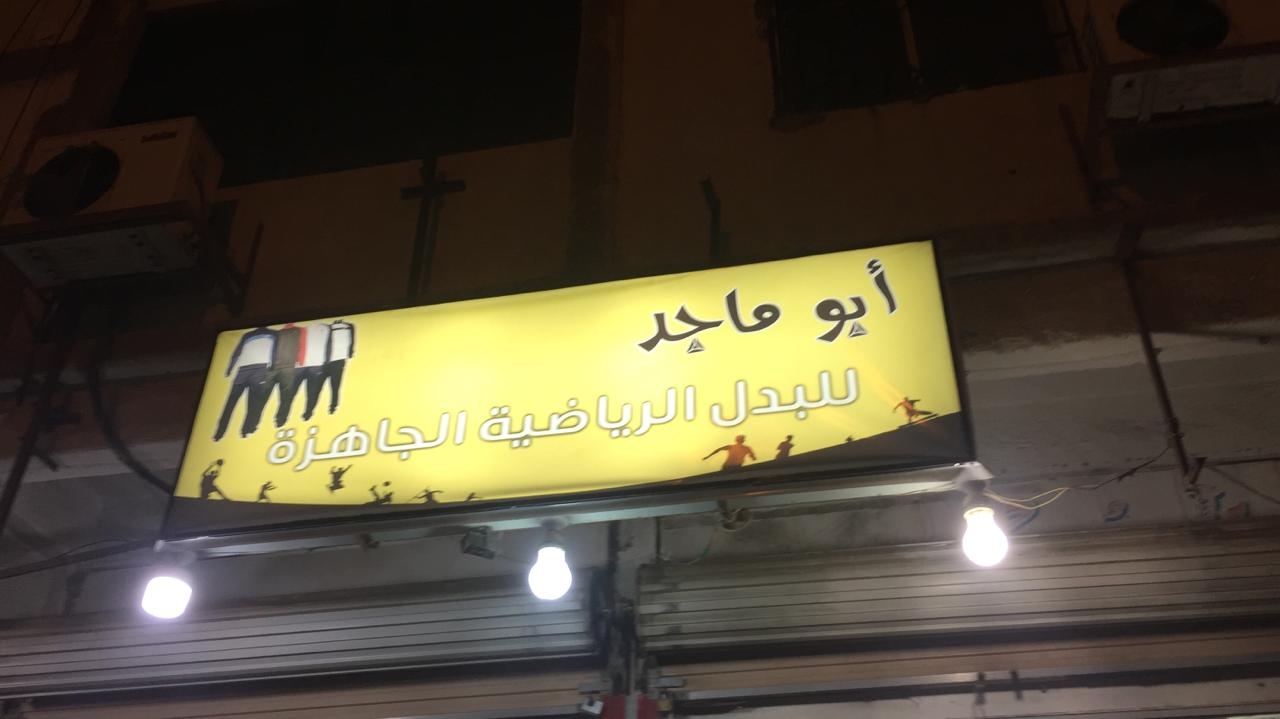 أبو ماجد
للبدل الرياضية الجاهزة